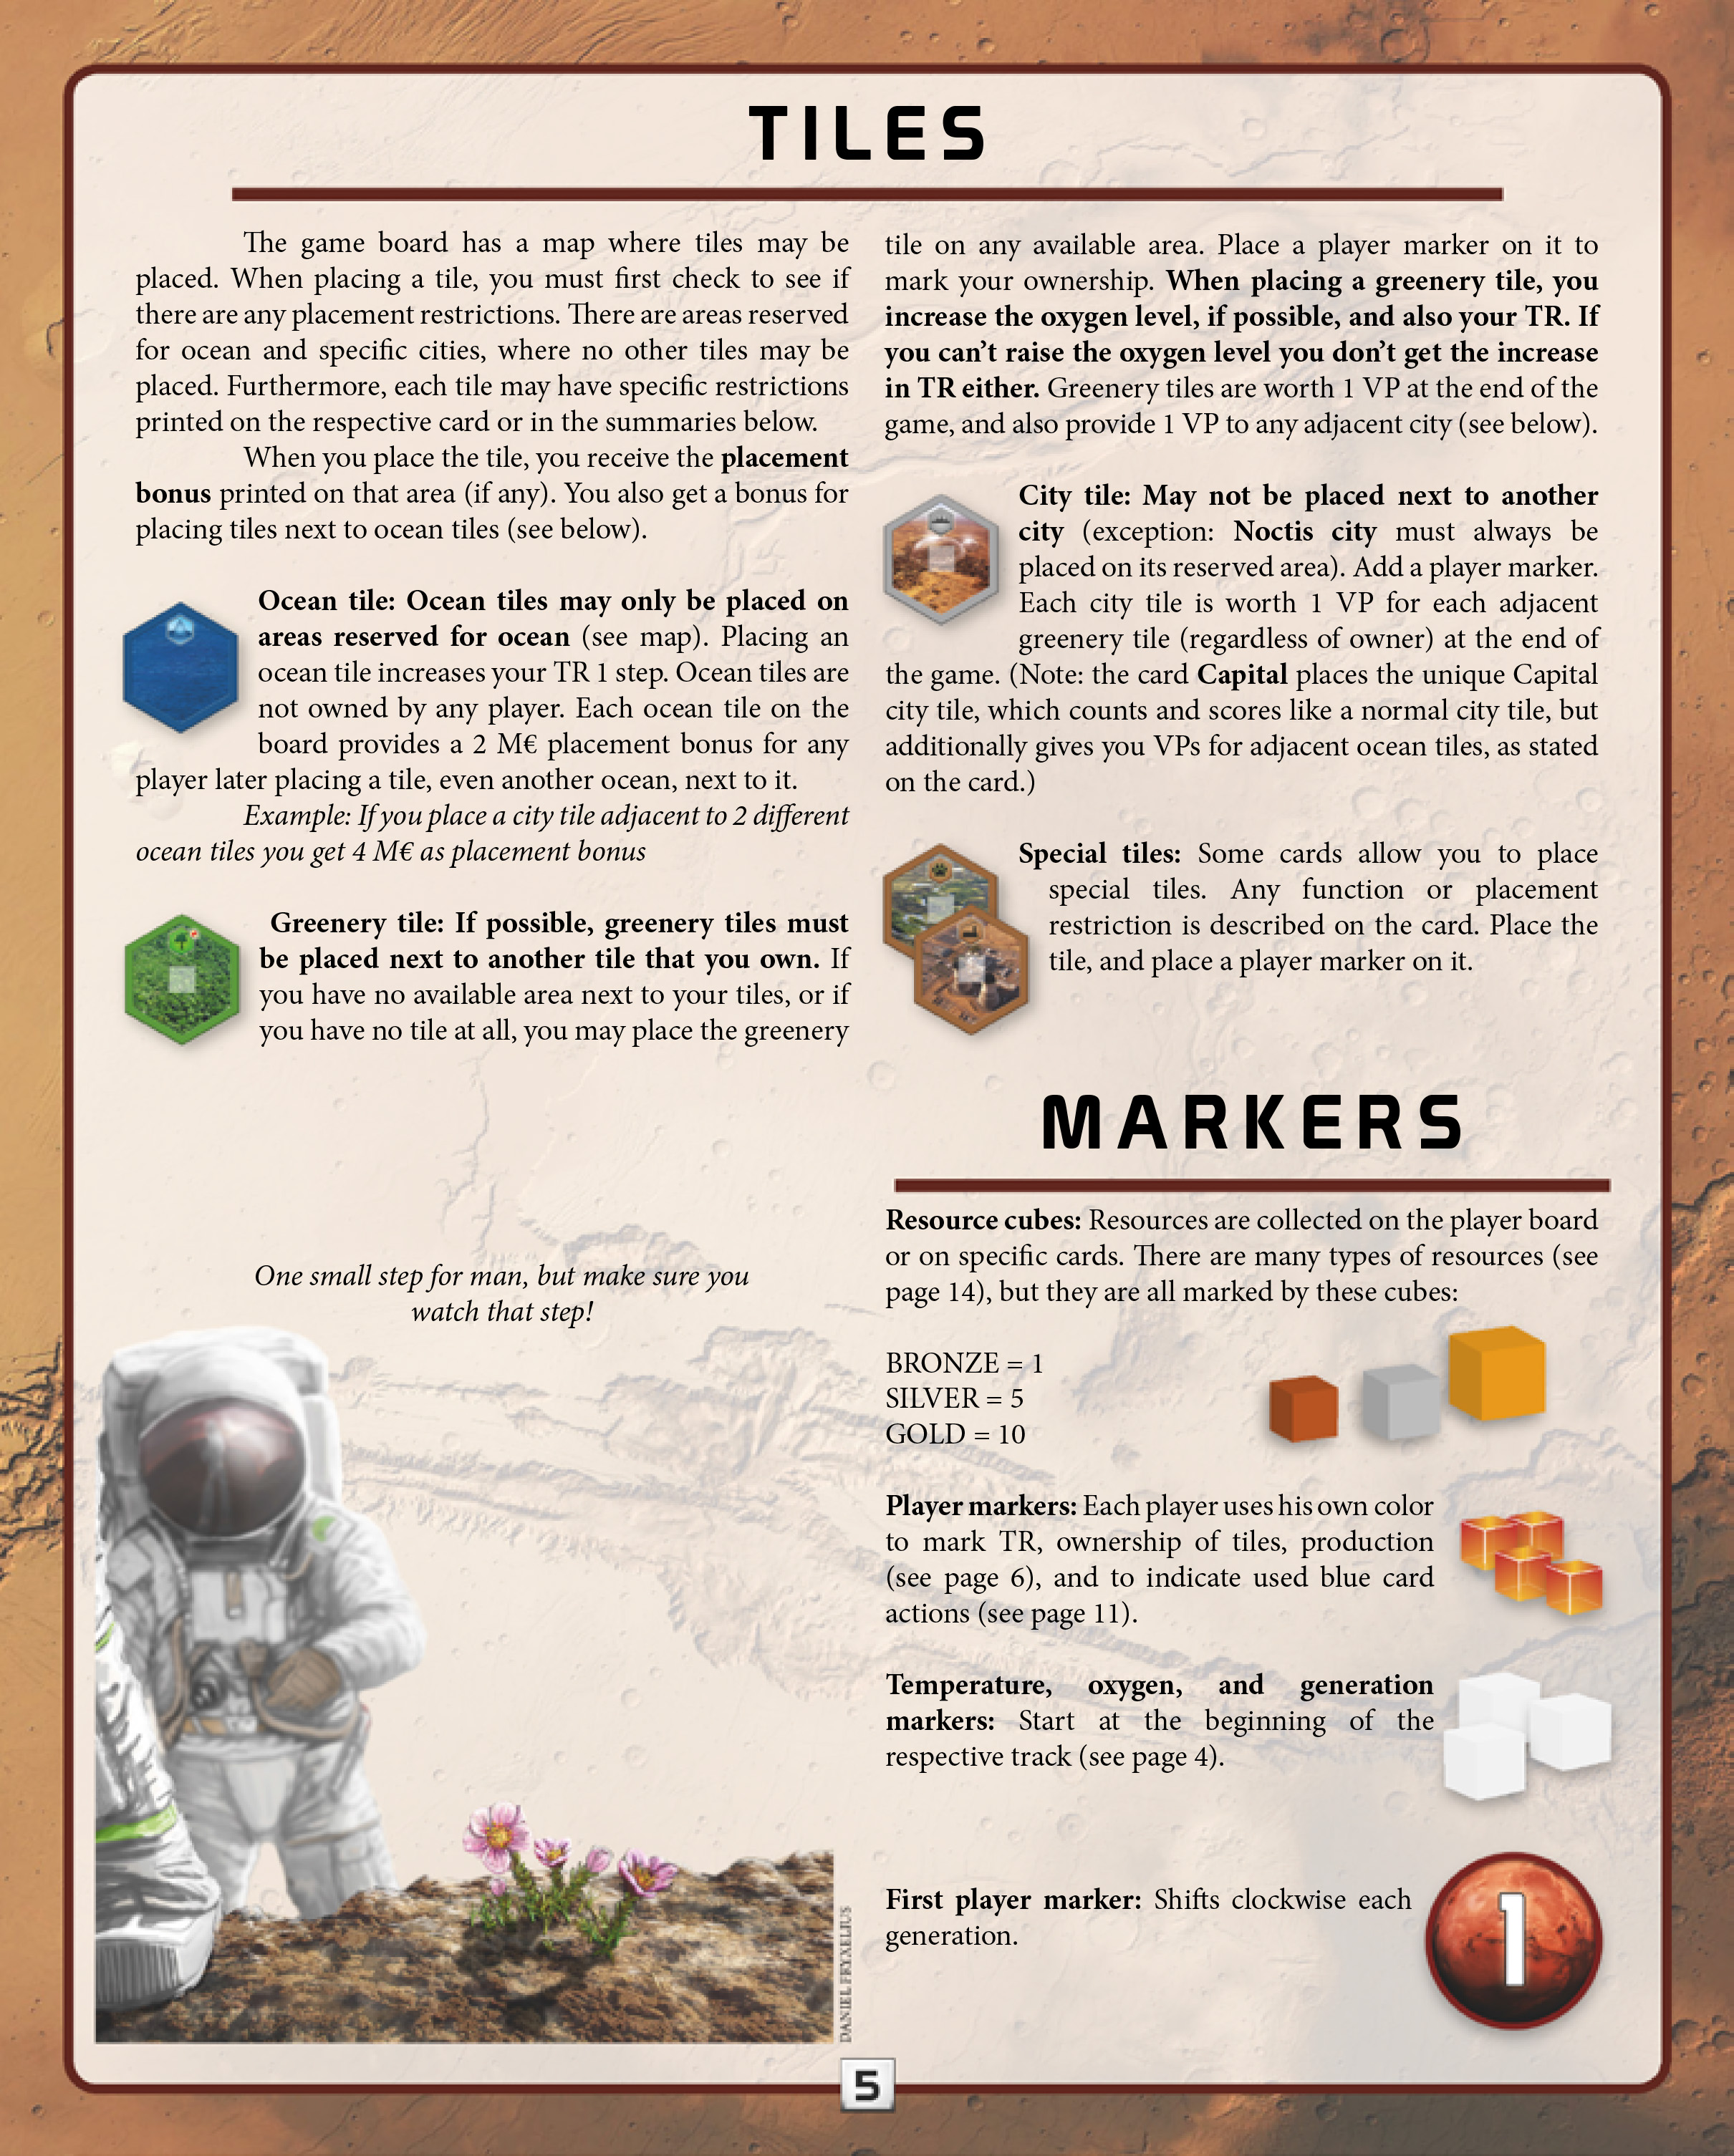 TILES
The game board has a map where tiles may be
placed. When placing a tile, you must first check to see if
there are any placement restrictions. There are areas reserved
for ocean and specific cities, where no other tiles may be
placed. Furthermore, each tile may have specific restrictions
printed on the respective card or in the summaries below.
When you place the tile, you receive the placement
bonus printed on that area (if any). You also get a bonus for
placing tiles next to ocean tiles (see below).
Ocean tile: Ocean tiles may only be placed on
areas reserved for ocean (see map). Placing an
ocean tile increases your TR 1 step. Ocean tiles are
not owned by any player. Each ocean tile on the
board provides a 2 M€ placement bonus for any
player later placing a tile, even another ocean, next to it.
Example: If you place a city tile adjacent to 2 different
ocean tiles you get 4 M€ as placement bonus
Greenery tile: If possible, greenery tiles must
be placed next to another tile that you own. If
you have no available area next to your tiles, or if
you have no tile at all, you may place the greenery
tile on any available area. Place a player marker on it to
mark your ownership. When placing a greenery tile, you
increase the oxygen level, if possible, and also your TR. If
you can't raise the oxygen level you don't get the increase
in TR either. Greenery tiles are worth 1 VP at the end of the
game, and also provide 1 VP to any adjacent city (see below).
City tile: May not be placed next to another
city (exception: Noctis city must always be
placed on its reserved area). Add a player marker.
Each city tile is worth 1 VP for each adjacent
greenery tile (regardless of owner) at the end of
the game. (Note: the card Capital places the unique Capital
city tile, which counts and scores like a normal city tile, but
additionally gives you VPs for adjacent ocean tiles, as stated
on the card.)
Special tiles: Some cards allow you to place
special tiles. Any function or placement
restriction is described on the card. Place the
tile, and place a player marker on it.
One small step for man, but make sure you
watch that step!
DANIEL FRYXELIUS
MARKERS
Resource cubes: Resources are collected on the player board
or on specific cards. There are many types of resources (see
page 14), but they are all marked by these cubes:
BRONZE = 1
SILVER = 5
GOLD = 10
Player markers: Each player uses his own color
to mark TR, ownership of tiles, production
(see page 6), and to indicate used blue card
actions (see page 11).
Temperature, oxygen, and generation
markers: Start at the beginning of the
respective track (see page 4).
First player marker: Shifts clockwise each
generation.
1
5